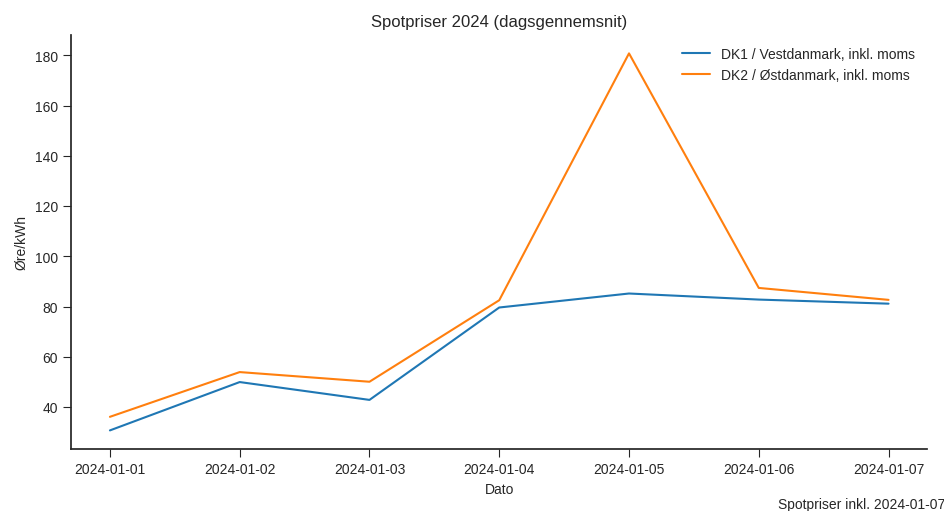 Spotpriser 2024 (dagsgennemsnit)
DK1 / Vestdanmark, inkl. moms
DK2 / Østdanmark, inkl. moms
Øre/kWh
180
160
140
120
100
80
60
40
2024-01-01
2024-01-02
2024-01-03
2024-01-04
2024-01-05
2024-01-06
2024-01-07
Dato
Spotpriser inkl. 2024-01-07